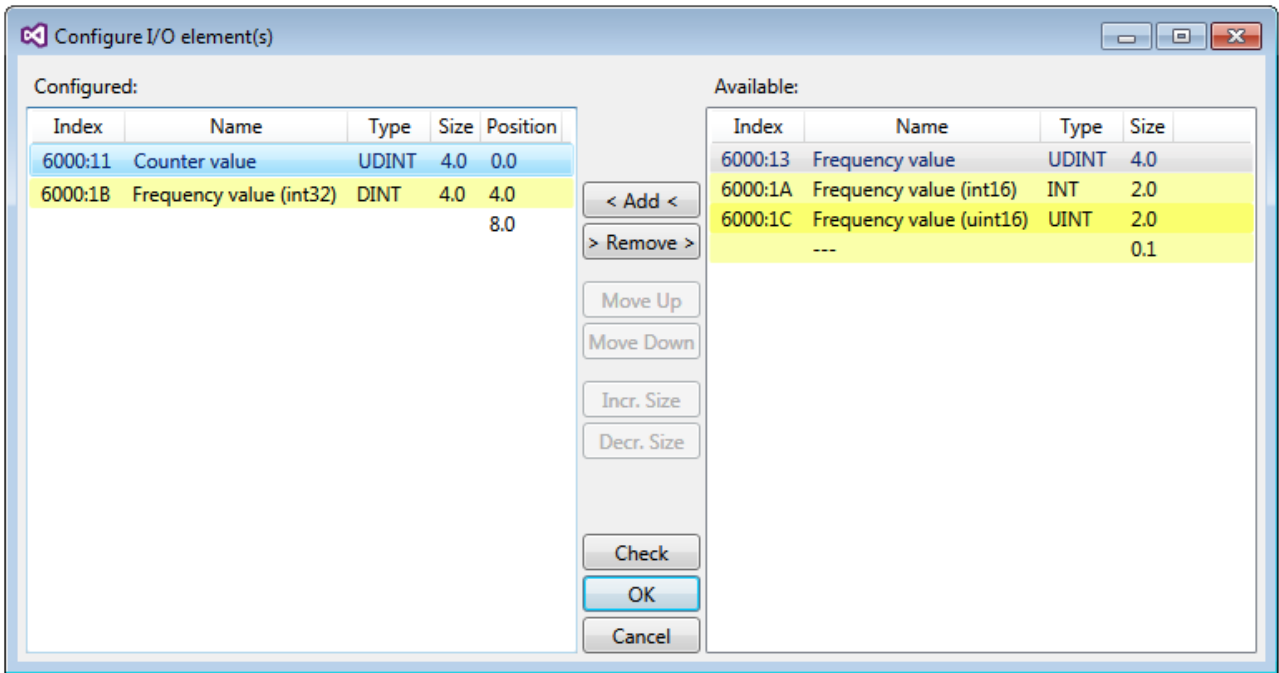 Configure I/O element(s)
Configured:
Index Name Type Size Position
6000:11 Counter value UDINT 4.0 0.0
6000:1B Frequency value (int32) DINT 4.0 4.0
8.0
< Add <
> Remove >
Move Up
Move Down
Incr. Size
Decr. Size
Check
OK
Cancel
Available:
Index Name Type Size
6000:13 Frequency value UDINT 4.0
6000:1A Frequency value (int16) INT 2.0
6000:1C Frequency value (uint16) UINT 2.0
--- 0.1